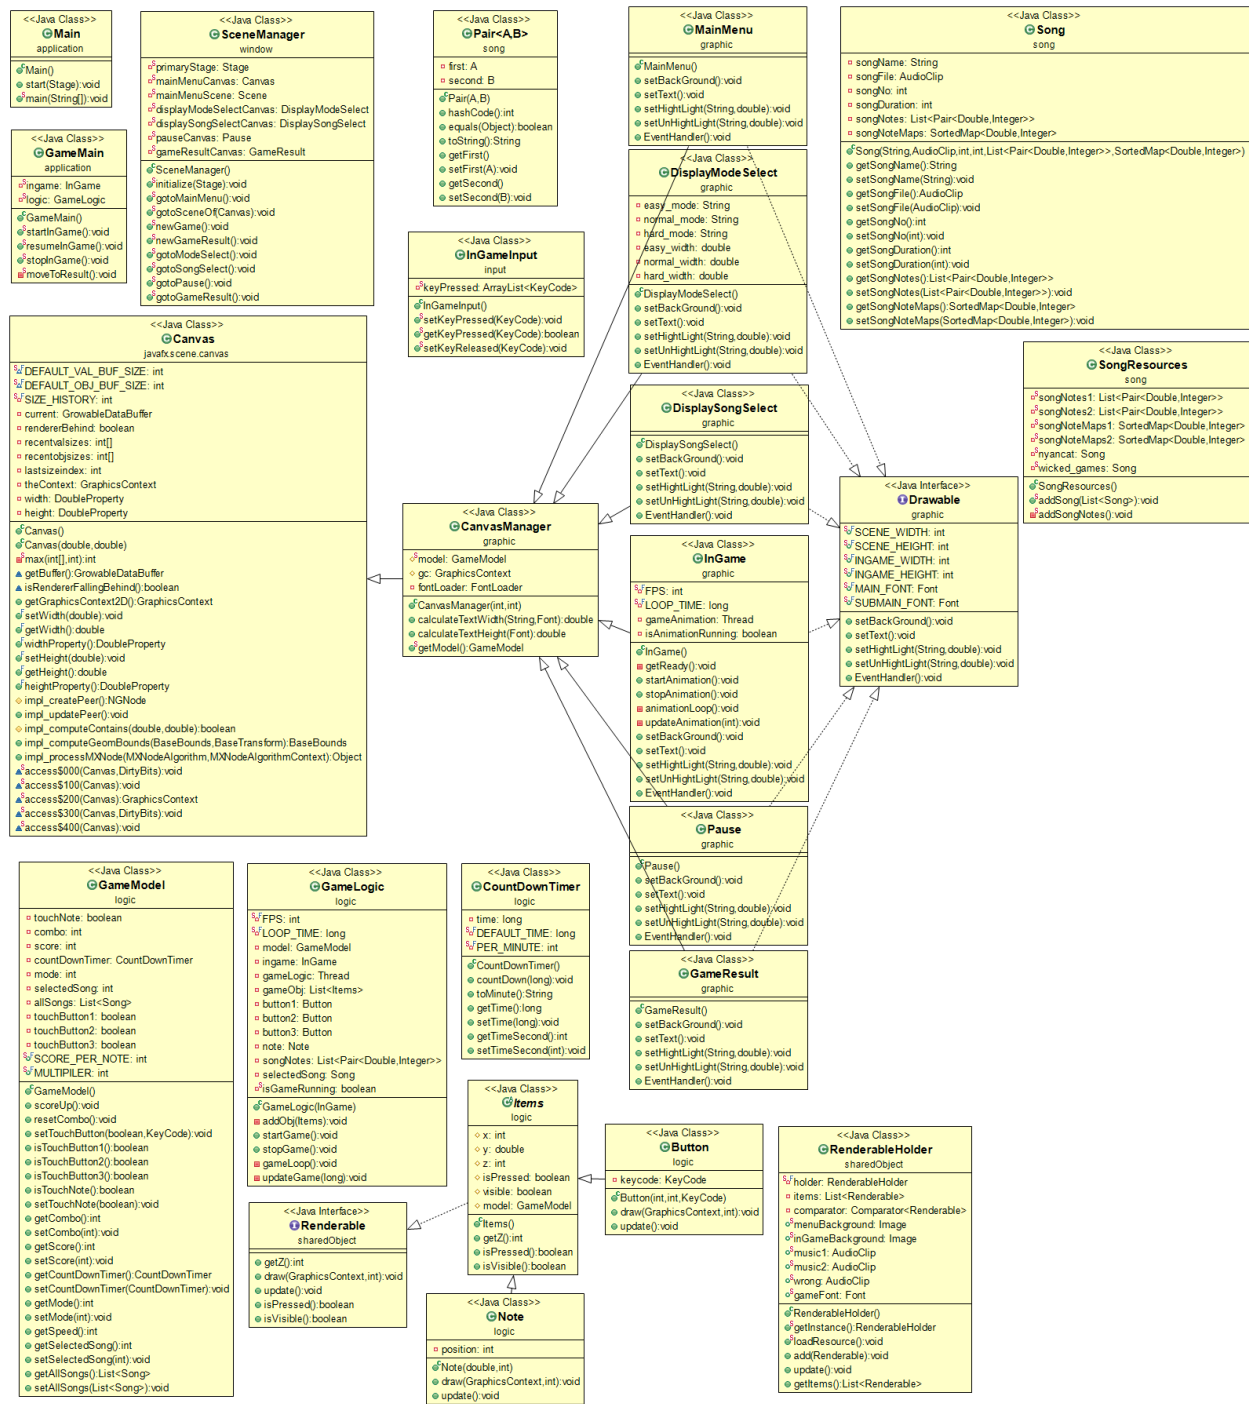 <<Java Class>>
Main
application
Main()
start(Stage):void
main(String[]):void
<<Java Class>>
SceneManager
window
primaryStage: Stage
mainMenuCanvas: Canvas
mainMenuScene: Scene
displayModeSelectCanvas: DisplayModeSelect
displaySongSelectCanvas: DisplaySongSelect
pauseCanvas: Pause
gameResultCanvas: GameResult
SceneManager()
initialize(Stage):void
gotoMainMenu():void
gotoSceneOf(Canvas):void
newGame():void
newGameResult():void
gotoModeSelect():void
gotoSongSelect():void
gotoPause():void
gotoGameResult():void
<<Java Class>>
Pair<A,B>
song
first: A
second: B
Pair(A,B)
hashCode():int
equals(Object):boolean
toString():String
getFirst()
setFirst(A):void
getSecond()
setSecond(B):void
<<Java Class>>
MainMenu
graphic
MainMenu()
setBackGround():void
setText():void
setHightLight(String,double):void
setUnHightLight(String,double):void
EventHandler():void
<<Java Class>>
Song
song
songName: String
songFile: AudioClip
songNo: int
songDuration: int
songNotes: List<Pair<Double,Integer>>
songNoteMaps: SortedMap<Double,Integer>
Song(String,AudioClip,int,int,List<Pair<Double,Integer>>,SortedMap<Double,Integer>)
getSongName():String
setSongName(String):void
getSongFile():AudioClip
setSongFile(AudioClip):void
getSongNo():int
setSongNo(int):void
getSongDuration():int
setSongDuration(int):void
getSongNotes():List<Pair<Double,Integer>>
setSongNotes(List<Pair<Double,Integer>>):void
getSongNoteMaps():SortedMap<Double,Integer>
setSongNoteMaps(SortedMap<Double,Integer>):void
<<Java Class>>
GameMain
application
ingame: InGame
logic: GameLogic
GameMain()
startInGame():void
resumeInGame():void
stopInGame():void
moveToResult():void
<<Java Class>>
DisplayModeSelect
graphic
easy_mode: String
normal_mode: String
hard_mode: String
easy_width: double
normal_width: double
hard_width: double
DisplayModeSelect()
setBackGround():void
setText():void
setHightLight(String,double):void
setUnHightLight(String,double):void
EventHandler():void
<<Java Class>>
InGameInput
input
keyPressed: ArrayList<KeyCode>
InGameInput()
setKeyPressed(KeyCode):void
getKeyPressed(KeyCode):boolean
setKeyReleased(KeyCode):void
<<Java Class>>
Canvas
javafx.scene.canvas
DEFAULT_VAL_BUF_SIZE: int
DEFAULT_OBJ_BUF_SIZE: int
SIZE_HISTORY: int
current: GrowableDataBuffer
rendererBehind: boolean
recentvalsizes: int[]
recentobjsizes: int[]
lastsizeindex: int
theContext: GraphicsContext
width: DoubleProperty
height: DoubleProperty
Canvas()
Canvas(double,double)
max(int[],int):int
getBuffer():GrowableDataBuffer
isRendererFallingBehind():boolean
getGraphicsContext2D():GraphicsContext
setWidth(double):void
getWidth():double
widthProperty():DoubleProperty
setHeight(double):void
getHeight():double
heightProperty():DoubleProperty
impl_createPeer():NGNode
impl_updatePeer():void
impl_computeContains(double,double):boolean
impl_computeGeomBounds(BaseBounds,BaseTransform):BaseBounds
impl_processMXNode(MXNodeAlgorithm,MXNodeAlgorithmContext):Object
access$000(Canvas,DirtyBits):void
access$100(Canvas):void
access$200(Canvas):GraphicsContext
access$300(Canvas,DirtyBits):void
access$400(Canvas):void
<<Java Class>>
SongResources
song
songNotes1: List<Pair<Double,Integer>>
songNotes2: List<Pair<Double,Integer>>
songNoteMaps1: SortedMap<Double,Integer>
songNoteMaps2: SortedMap<Double,Integer>
nyancat: Song
wicked_games: Song
SongResources()
addSong(List<Song>):void
addSongNotes():void
<<Java Class>>
DisplaySongSelect
graphic
DisplaySongSelect()
setBackGround():void
setText():void
setHightLight(String,double):void
setUnHightLight(String,double):void
EventHandler():void
<<Java Interface>>
Drawable
graphic
SCENE_WIDTH: int
SCENE_HEIGHT: int
INGAME_WIDTH: int
INGAME_HEIGHT: int
MAIN_FONT: Font
SUBMAIN_FONT: Font
setBackGround():void
setText():void
setHightLight(String,double):void
setUnHightLight(String,double):void
EventHandler():void
<<Java Class>>
CanvasManager
graphic
model: GameModel
gc: GraphicsContext
fontLoader: FontLoader
CanvasManager(int,int)
calculateTextWidth(String,Font):double
calculateTextHeight(Font):double
getModel():GameModel
<<Java Class>>
InGame
graphic
FPS: int
LOOP_TIME: long
gameAnimation: Thread
isAnimationRunning: boolean
InGame()
getReady():void
startAnimation():void
stopAnimation():void
animationLoop():void
updateAnimation(int):void
setBackGround():void
setText():void
setHightLight(String,double):void
setUnHightLight(String,double):void
EventHandler():void
<<Java Class>>
Pause
graphic
Pause()
setBackGround():void
setText():void
setHightLight(String,double):void
setUnHightLight(String,double):void
EventHandler():void
<<Java Class>>
GameModel
logic
touchNote: boolean
combo: int
score: int
countDownTimer: CountDownTimer
mode: int
selectedSong: int
allSongs: List<Song>
touchButton1: boolean
touchButton2: boolean
touchButton3: boolean
SCORE_PER_NOTE: int
MULTIPILER: int
GameModel()
scoreUp():void
resetCombo():void
setTouchButton(boolean,KeyCode):void
isTouchButton1():boolean
isTouchButton2():boolean
isTouchButton3():boolean
isTouchNote():boolean
setTouchNote(boolean):void
getCombo():int
setCombo(int):void
getScore():int
setScore(int):void
getCountDownTimer():CountDownTimer
setCountDownTimer(CountDownTimer):void
getMode():int
setMode(int):void
getSpeed():int
getSelectedSong():int
setSelectedSong(int):void
getAllSongs():List<Song>
setAllSongs(List<Song>):void
<<Java Class>>
GameLogic
logic
FPS: int
LOOP_TIME: long
model: GameModel
ingame: InGame
gameLogic: Thread
gameObj: List<Items>
button1: Button
button2: Button
button3: Button
note: Note
songNotes: List<Pair<Double,Integer>>
selectedSong: Song
isGameRunning: boolean
GameLogic(InGame)
addObj(Items):void
startGame():void
stopGame():void
gameLoop():void
updateGame(long):void
<<Java Class>>
CountDownTimer
logic
time: long
DEFAULT_TIME: long
PER_MINUTE: int
CountDownTimer()
countDown(long):void
toMinute():String
getTime():long
setTime(long):void
getTimeSecond():int
setTimeSecond(int):void
<<Java Class>>
GameResult
graphic
GameResult()
setBackGround():void
setText():void
setHightLight(String,double):void
setUnHightLight(String,double):void
EventHandler():void
<<Java Class>>
Items
logic
x: int
y: double
z: int
isPressed: boolean
visible: boolean
model: GameModel
Items()
getZ():int
isPressed():boolean
isVisible():boolean
<<Java Class>>
Button
logic
keycode: KeyCode
Button(int,int,KeyCode)
draw(GraphicsContext,int):void
update():void
<<Java Class>>
RenderableHolder
sharedObject
holder: RenderableHolder
items: List<Renderable>
comparator: Comparator<Renderable>
menuBackground: Image
inGameBackground: Image
music1: AudioClip
music2: AudioClip
wrong: AudioClip
gameFont: Font
RenderableHolder()
getInstance():RenderableHolder
loadResource():void
add(Renderable):void
update():void
getItems():List<Renderable>
<<Java Interface>>
Renderable
sharedObject
getZ():int
draw(GraphicsContext,int):void
update():void
isPressed():boolean
isVisible():boolean
<<Java Class>>
Note
logic
position: int
Note(double,int)
draw(GraphicsContext,int):void
update():void